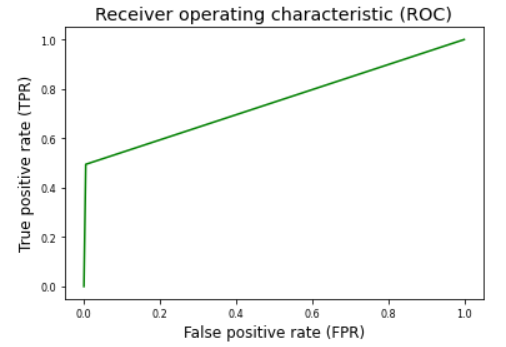 Receiver operating characteristic (ROC)
1.0
0.8
0.6
0.4
0.2
0.0
True positive rate (TPR)
0.0 0.2 0.4 0.6 0.8 1.0
False positive rate (FPR)